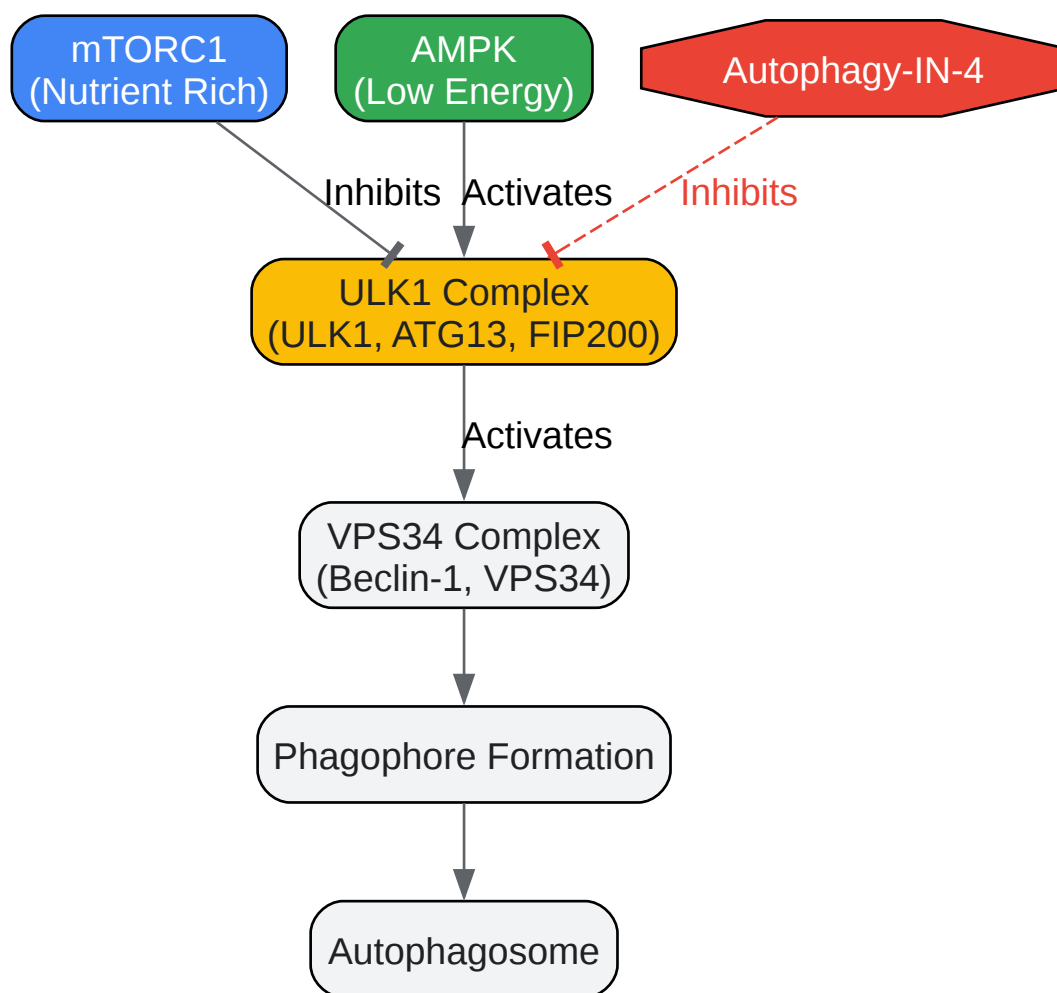 mTORC1
(Nutrient Rich)
AMPK
(Low Energy)
Autophagy-IN-4
Inhibits
Activates
Inhibits
ULK1 Complex
(ULK1, ATG13, FIP200)
Activates
VPS34 Complex
(Beclin-1, VPS34)
Phagophore Formation
Autophagosome